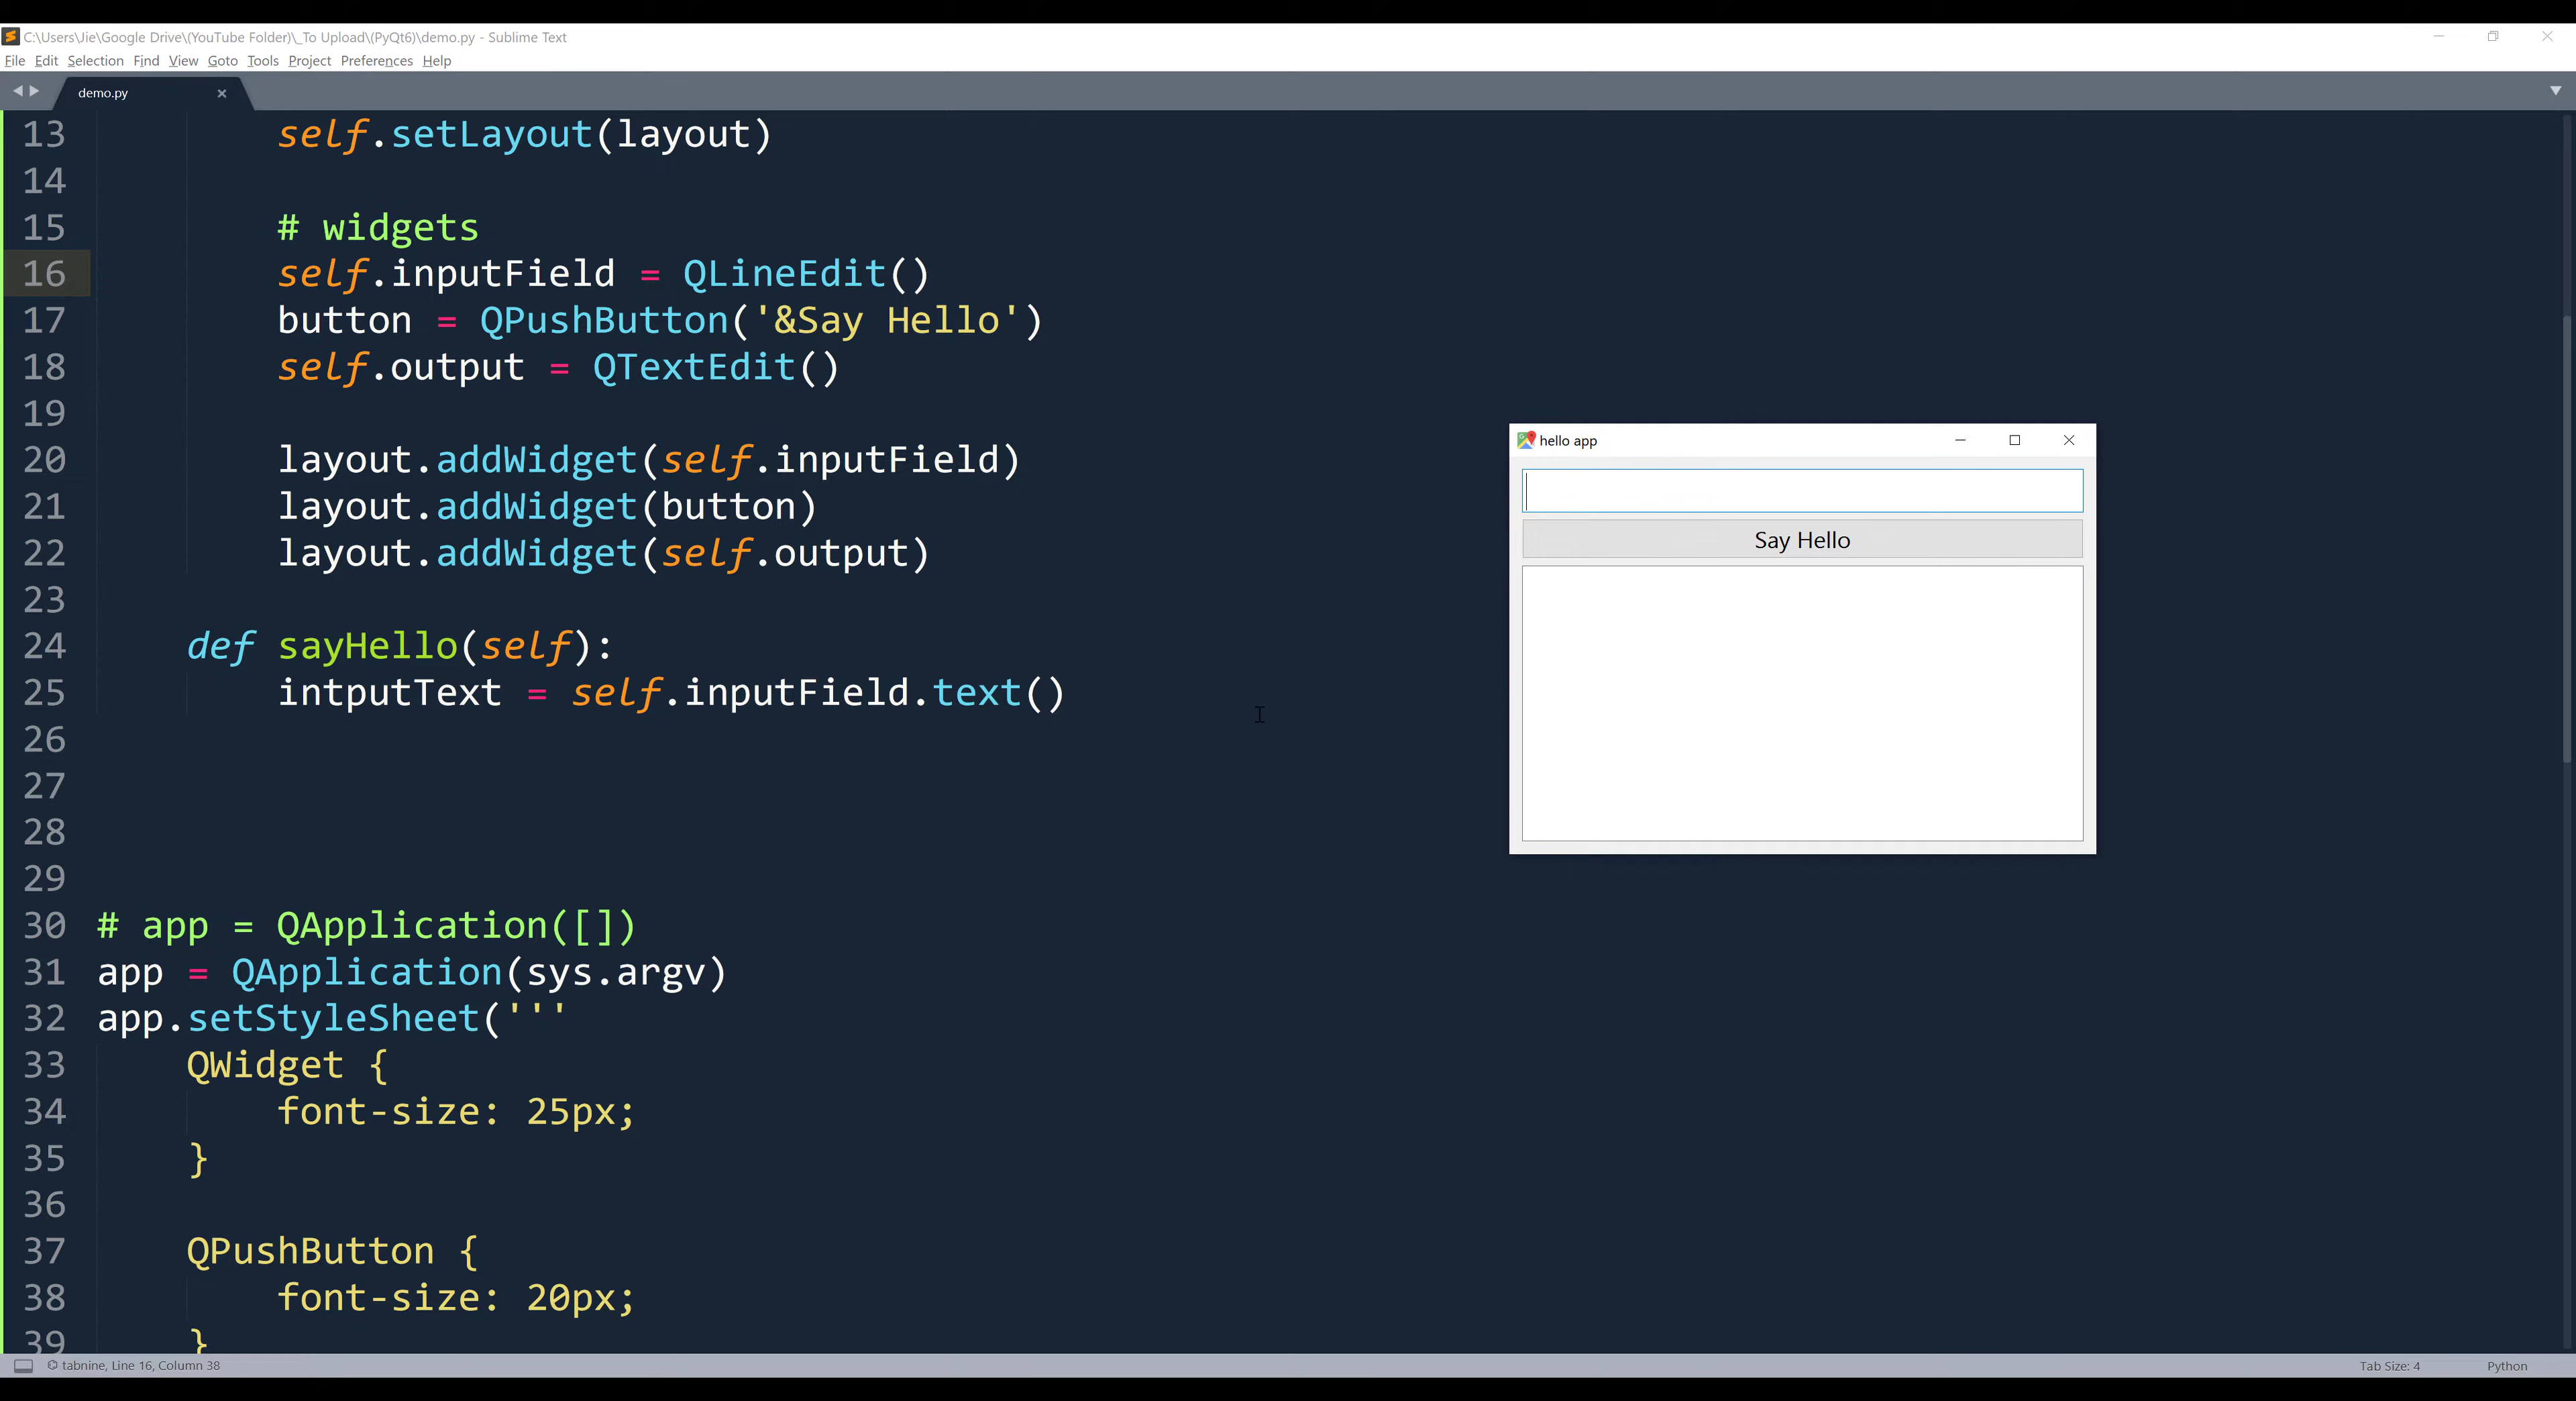 C:\Users\Jie\Google Drive\(YouTube Folder)\_To Upload\(PyQt6)\demo.py - Sublime Text
File Edit Selection Find View Goto Tools Project Preferences Help
demo.py
13 self.setLayout(layout)
14
15 # widgets
16 self.inputField = QLineEdit()
17 button = QPushButton('&Say Hello')
18 self.output = QTextEdit()
19
20 layout.addWidget(self.inputField)
21 layout.addWidget(button)
22 layout.addWidget(self.output)
23
24 def sayHello(self):
25 intputText = self.inputField.text()
26
27
28
29
30 # app = QApplication([])
31 app = QApplication(sys.argv)
32 app.setStyleSheet('''
33 QWidget {
34 font-size: 25px;
35 }
36
37 QPushButton {
38 font-size: 20px;
39 }
hello app
Say Hello
tabnine, Line 16, Column 38
Tab Size: 4
Python